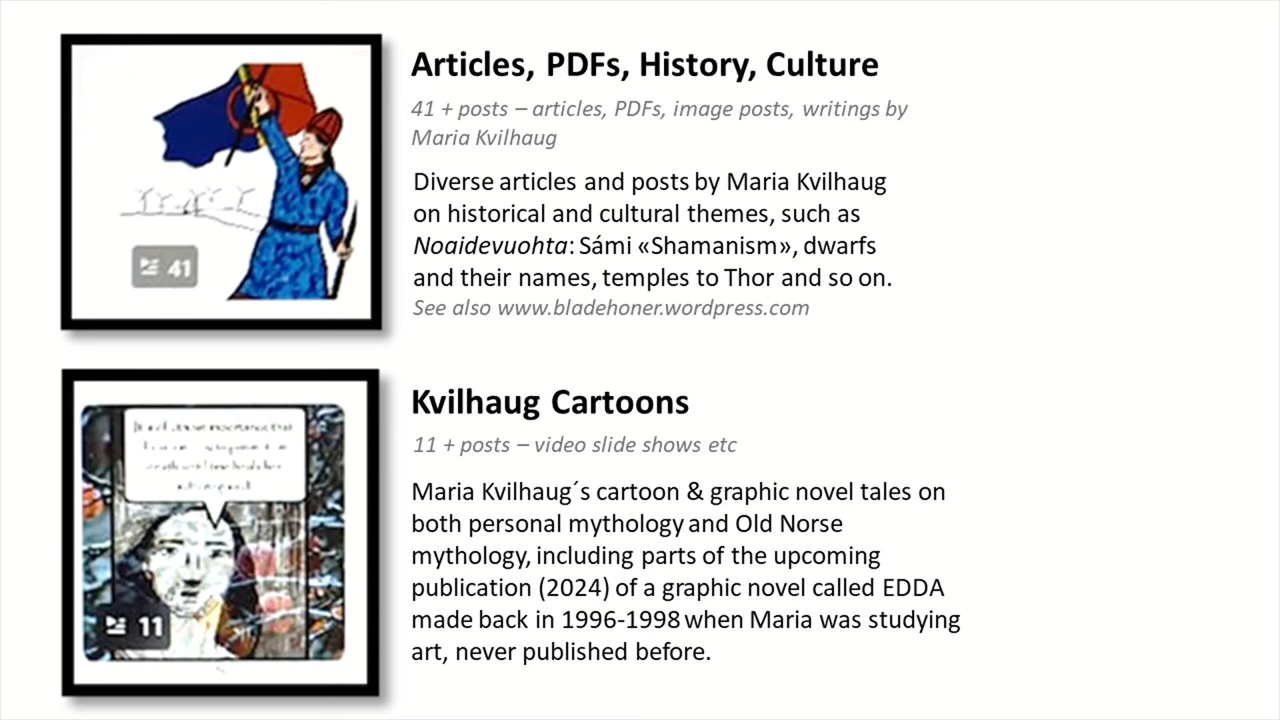 Articles, PDFs, History, Culture
41 + posts – articles, PDFs, image posts, writings by
Maria Kvilhaug
Diverse articles and posts by Maria Kvilhaug
on historical and cultural themes, such as
Noaidevuohta: Sámi «Shamanism», dwarfs
and their names, temples to Thor and so on.
See also www.bladehoner.wordpress.com
41
Kvilhaug Cartoons
11 + posts – video slide shows etc
Maria Kvilhaug´s cartoon & graphic novel tales on
both personal mythology and Old Norse
mythology, including parts of the upcoming
publication (2024) of a graphic novel called EDDA
made back in 1996-1998 when Maria was studying
art, never published before.
11